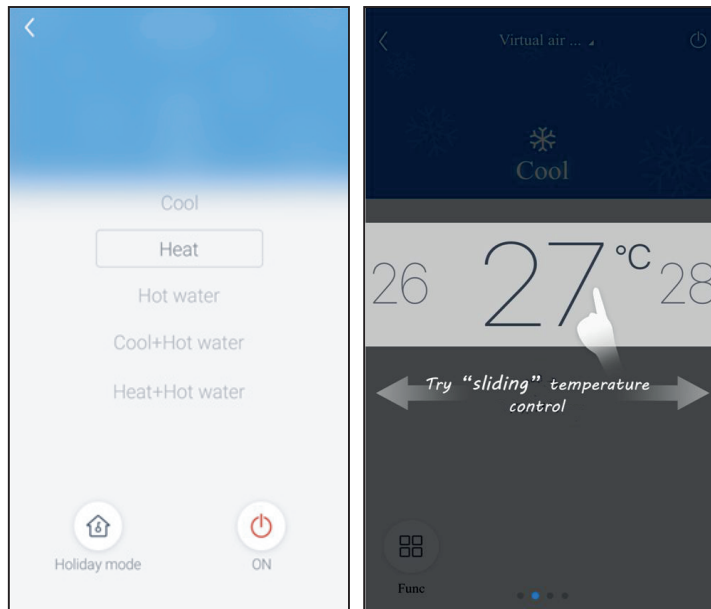 Cool
Heat
Hot water
Cool+Hot water
Heat+Hot water
Holiday mode
ON
Virtual air ...
Cool
26 27°C 28
Try “sliding” temperature
control
Func